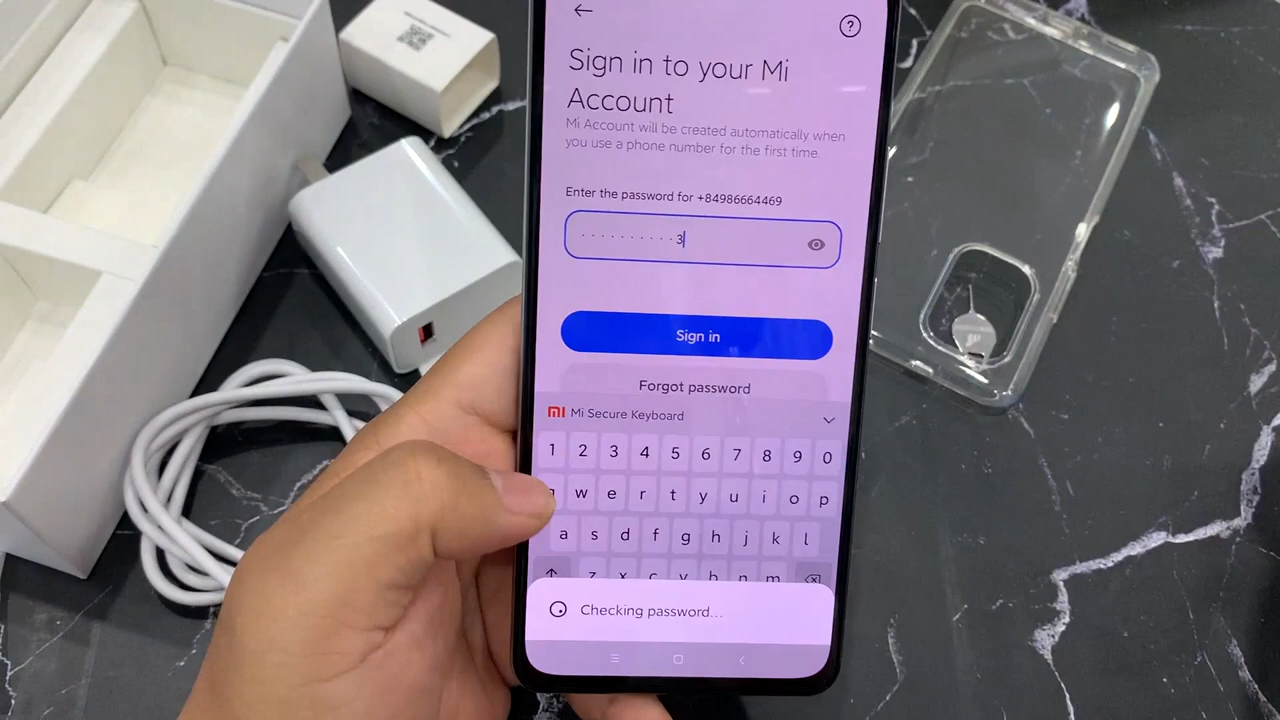 Sign in to your Mi
Account
Mi Account will be created automatically when
you use a phone number for the first time.
Enter the password for +84986664469
· · · · · · · · · · 3
Sign in
Forgot password
mi Mi Secure Keyboard
1 2 3 4 5 6 7 8 9 0
w e r t y u i o p
a s d f g h j k l
z x c v b n m
Checking password...